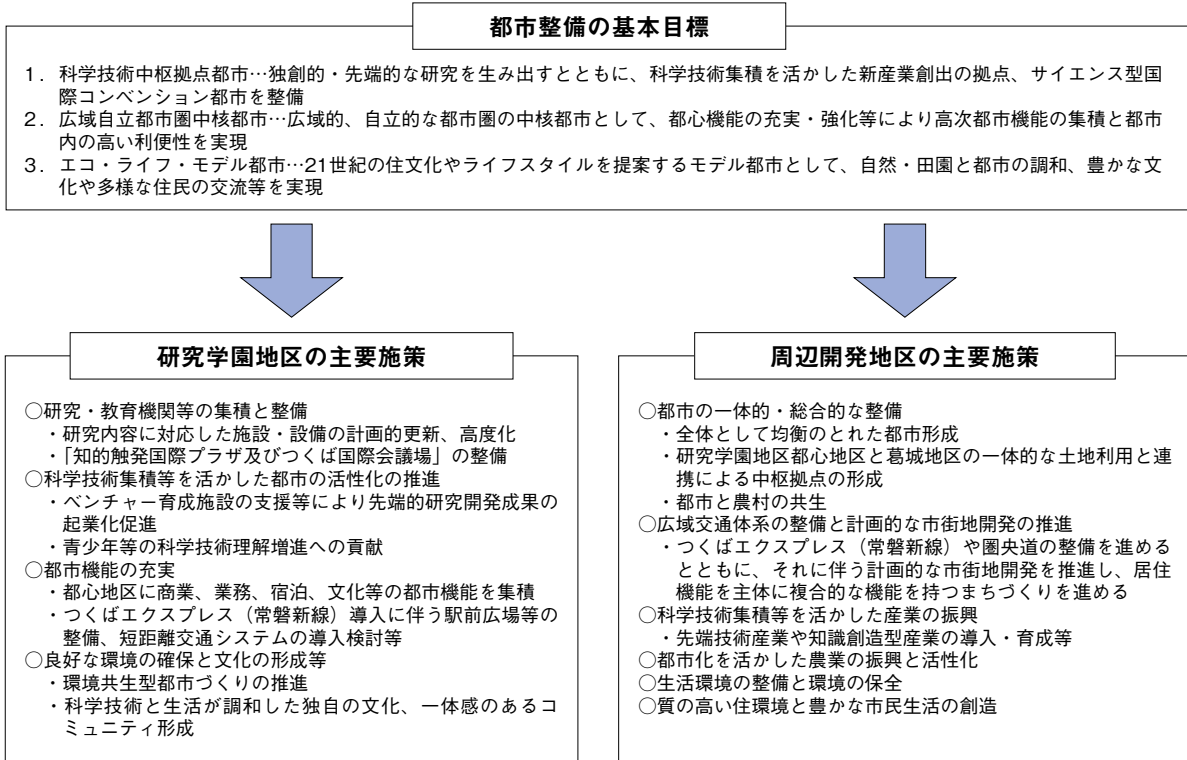 都市整備の基本目標
1. 科学技術中枢拠点都市…独創的・先端的な研究を生み出すとともに、科学技術集積を活かした新産業創出の拠点、サイエンス型国
際コンベンション都市を整備
2. 広域自立都市圏中核都市…広域的、自立的な都市圏の中核都市として、都心機能の充実・強化等により高次都市機能の集積と都市
内の高い利便性を実現
3. エコ・ライフ・モデル都市…21世紀の住文化やライフスタイルを提案するモデル都市として、自然・田園と都市の調和、豊かな文
化や多様な住民の交流等を実現
研究学園地区の主要施策
○研究・教育機関等の集積と整備
・研究内容に対応した施設・設備の計画的更新、高度化
・「知的触発国際プラザ及びつくば国際会議場」の整備
○科学技術集積等を活かした都市の活性化の推進
・ベンチャー育成施設の支援等により先端的研究開発成果の
起業化促進
・青少年等の科学技術理解増進への貢献
○都市機能の充実
・都心地区に商業、業務、宿泊、文化等の都市機能を集積
・つくばエクスプレス（常磐新線）導入に伴う駅前広場等の
整備、短距離交通システムの導入検討等
○良好な環境の確保と文化の形成等
・環境共生型都市づくりの推進
・科学技術と生活が調和した独自の文化、一体感のあるコ
ミュニティ形成
周辺開発地区の主要施策
○都市の一体的・総合的な整備
・全体として均衡のとれた都市形成
・研究学園地区都心地区と葛城地区の一体的な土地利用と連
携による中枢拠点の形成
・都市と農村の共生
○広域交通体系の整備と計画的な市街地開発の推進
・つくばエクスプレス（常磐新線）や圏央道の整備を進める
とともに、それに伴う計画的な市街地開発を推進し、居住
機能を主体に複合的な機能を持つまちづくりを進める
○科学技術集積等を活かした産業の振興
・先端技術産業や知識創造型産業の導入・育成等
○都市化を活かした農業の振興と活性化
○生活環境の整備と環境の保全
○質の高い住環境と豊かな市民生活の創造